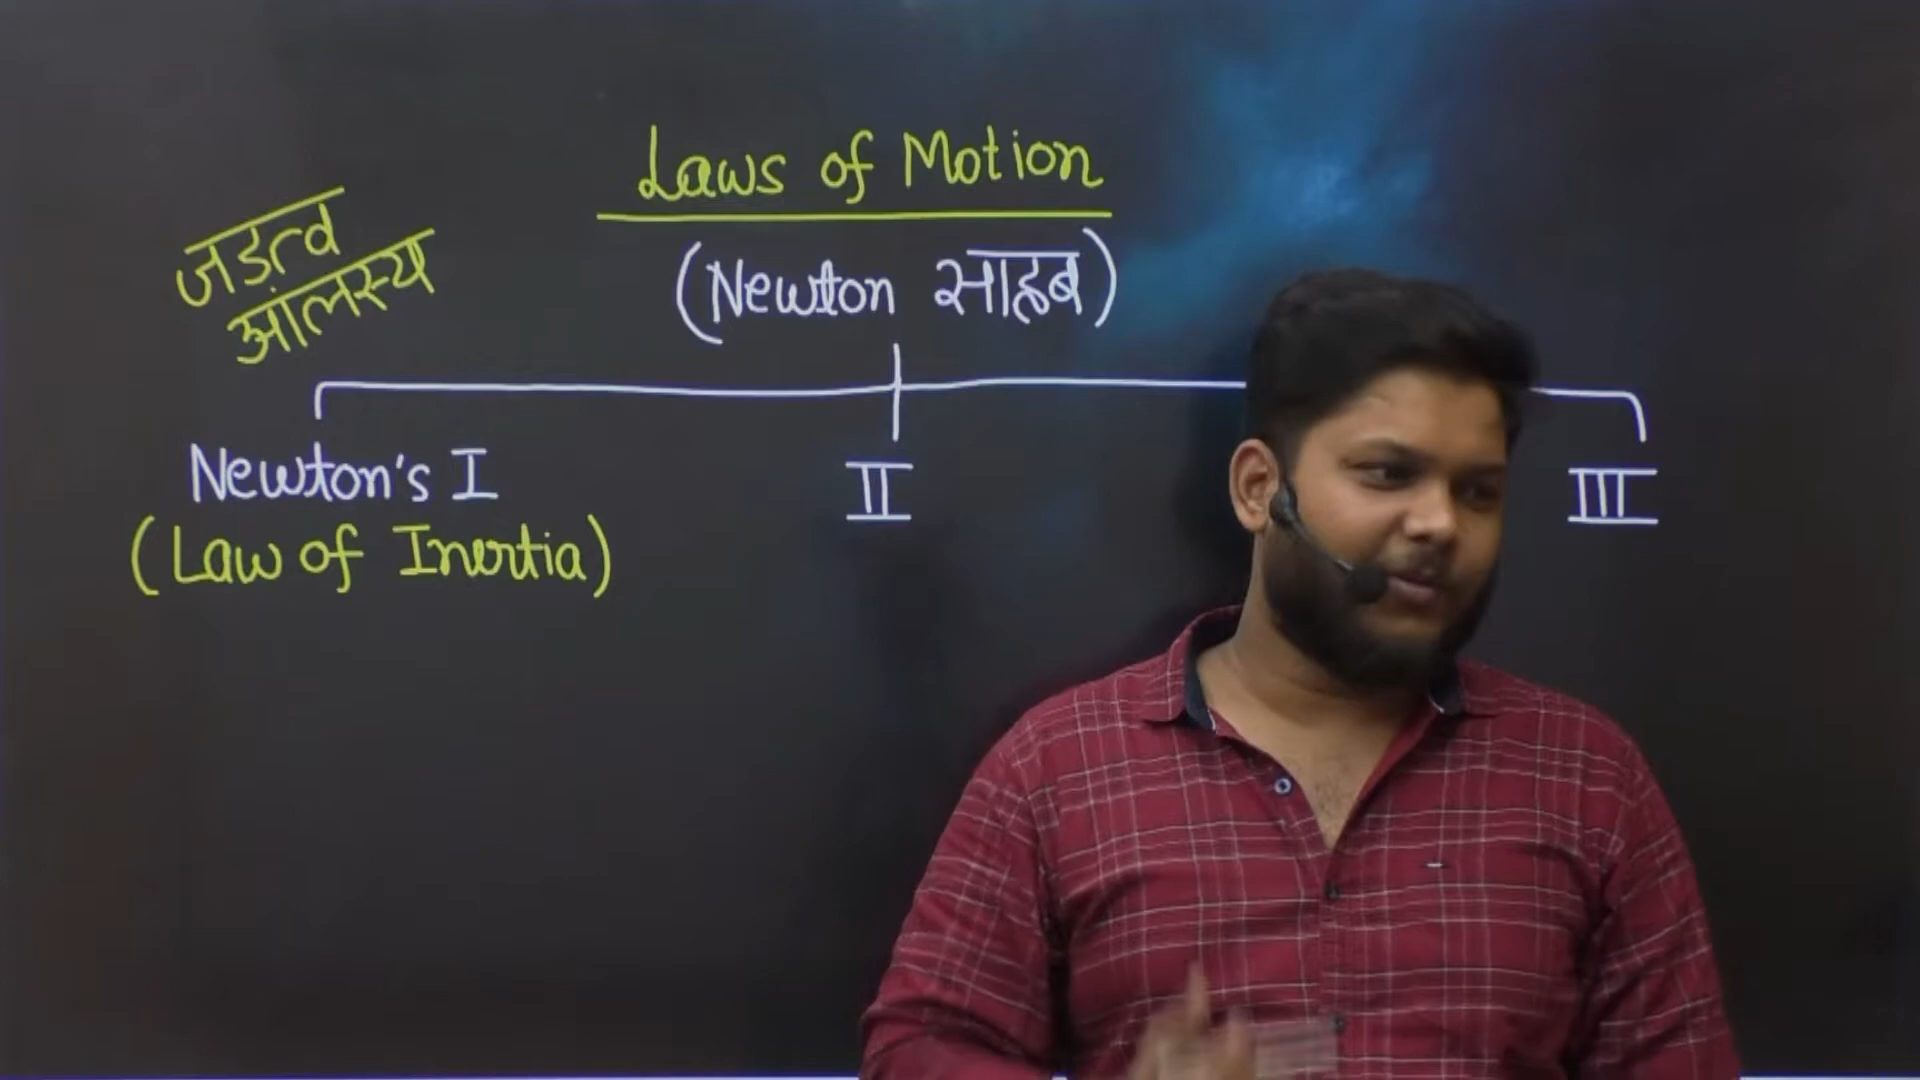 Laws of Motion
(Newton साहब)
जड़त्व
आलस्य
Newton's I
(Law of Inertia)
II
III